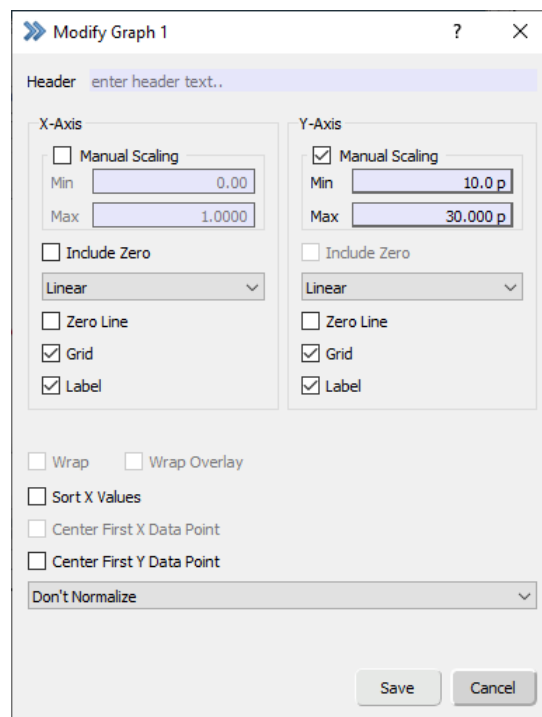 Modify Graph 1
?
Header enter header text..
X-Axis
Manual Scaling
Min 0.00
Max 1.0000
Include Zero
Linear
Zero Line
Grid
Label
Y-Axis
Manual Scaling
Min 10.0 p
Max 30.000 p
Include Zero
Linear
Zero Line
Grid
Label
Wrap Wrap Overlay
Sort X Values
Center First X Data Point
Center First Y Data Point
Don't Normalize
Save Cancel